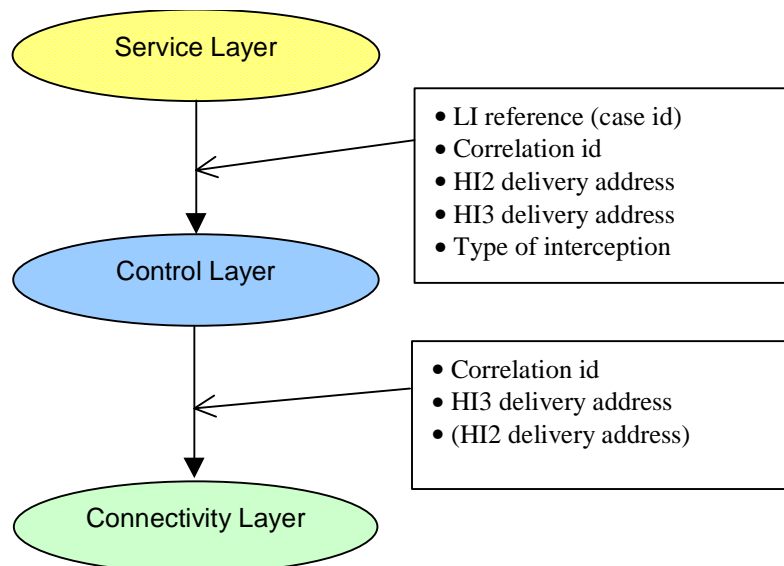 Service Layer
• LI reference (case id)
• Correlation id
• HI2 delivery address
• HI3 delivery address
• Type of interception
Control Layer
• Correlation id
• HI3 delivery address
• (HI2 delivery address)
Connectivity Layer